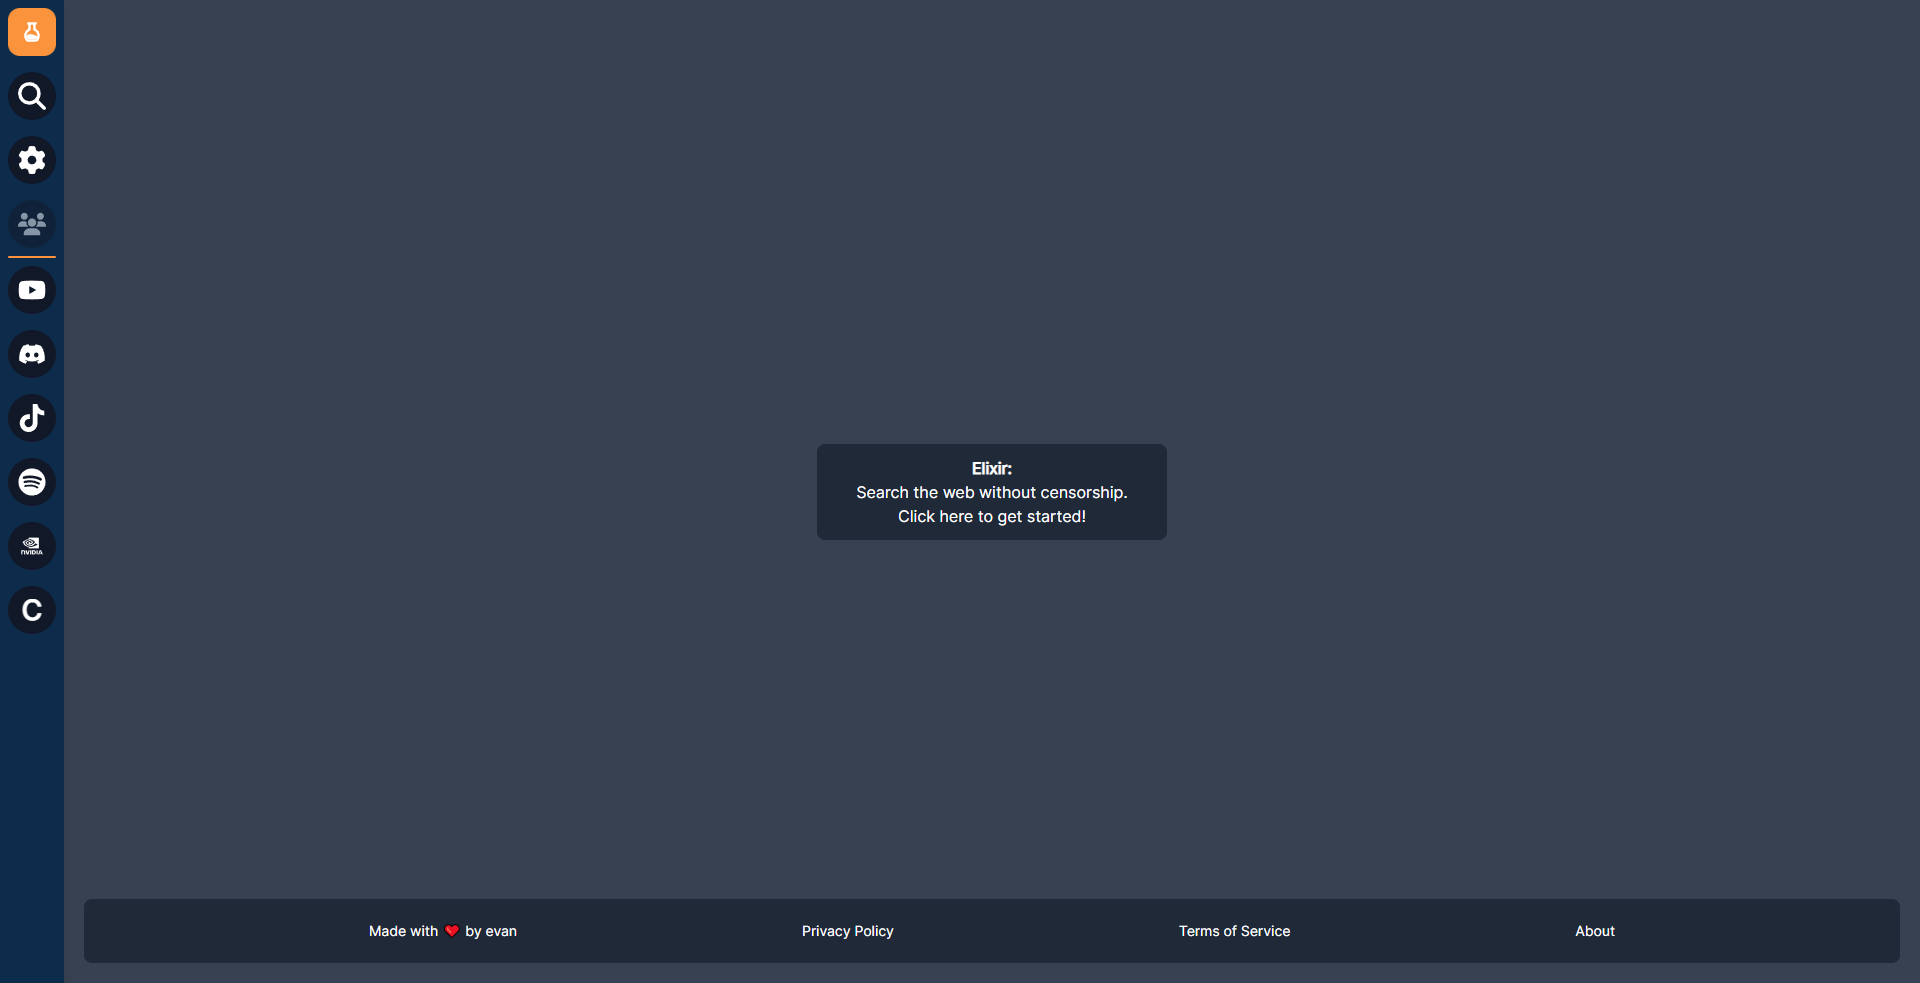 nVIDIA
C
Elixir:
Search the web without censorship.
Click here to get started!
Made with ❤️ by evan
Privacy Policy
Terms of Service
About